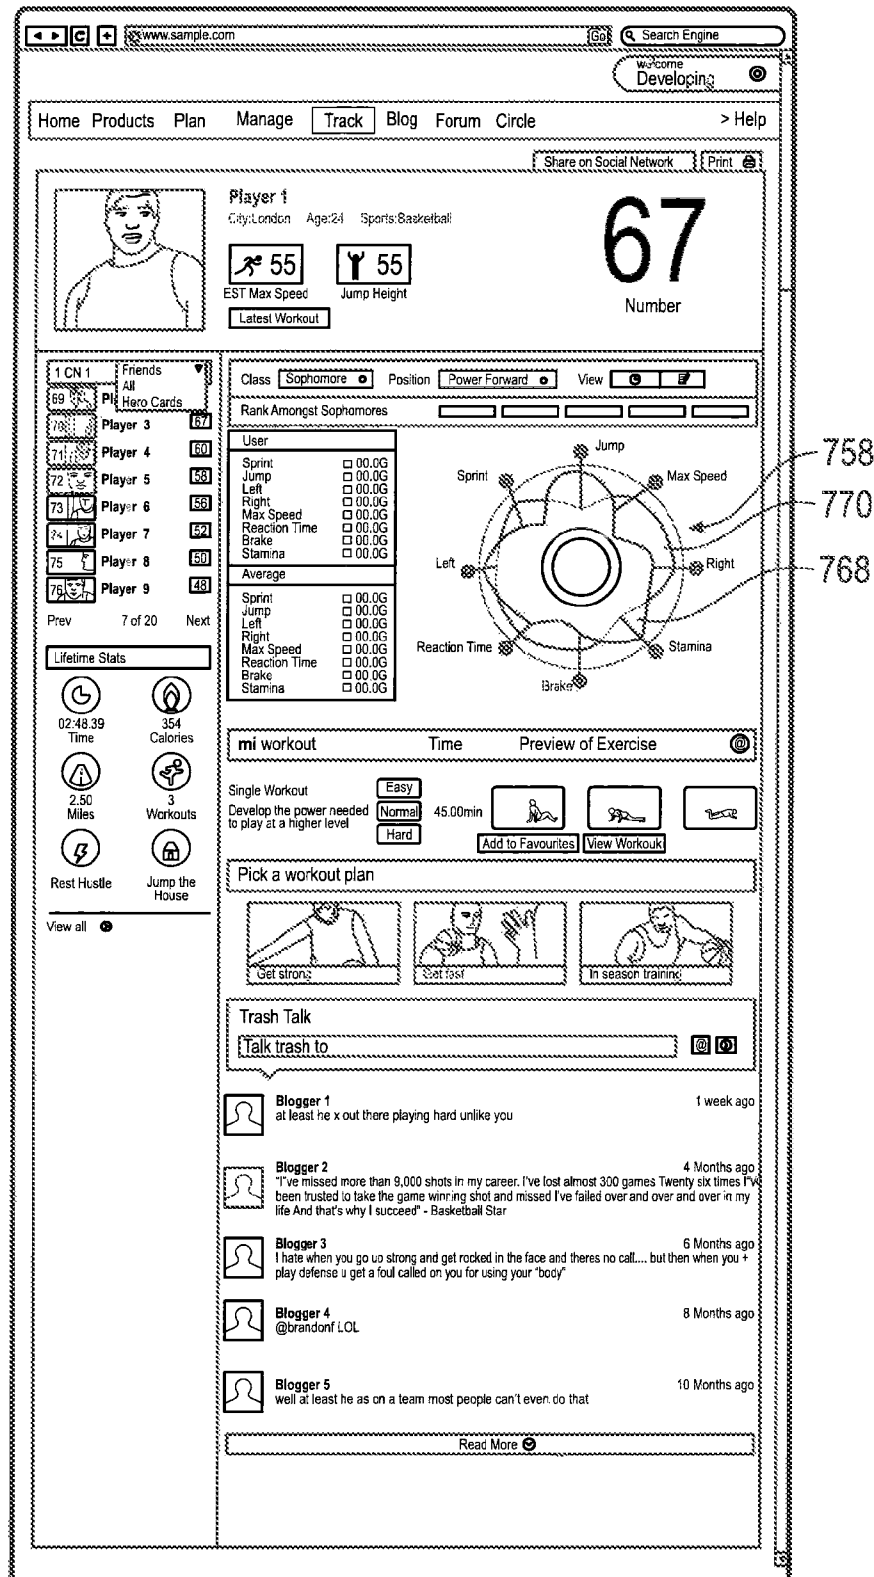 www.sample.com Go Search Engine
welcome
Developing
Home Products Plan Manage Track Blog Forum Circle > Help
Share on Social Network Print
Player 1
City:London Age:24 Sports:Basketball
55 55
EST Max Speed Jump Height
Latest Workout
67
Number
1 CN 1
Friends
All
Hero Cards
69
70 Player 3 67
71 Player 4 60
72 Player 5 58
73 Player 6 56
74 Player 7 52
75 Player 8 50
76 Player 9 48
Prev 7 of 20 Next
Lifetime Stats
02:48.39
Time
354
Calories
2.50
Miles
3
Workouts
Rest Hustle
Jump the
House
View all
Class Sophomore Position Power Forward View
Rank Amongst Sophomores
User
Sprint 00.0G
Jump 00.0G
Left 00.0G
Right 00.0G
Max Speed 00.0G
Reaction Time 00.0G
Brake 00.0G
Stamina 00.0G
Average
Sprint 00.0G
Jump 00.0G
Left 00.0G
Right 00.0G
Max Speed 00.0G
Reaction Time 00.0G
Brake 00.0G
Stamina 00.0G
Jump
Sprint
Max Speed
Left
Right
Reaction Time
Stamina
Brake
758
770
768
mi workout Time Preview of Exercise @
Single Workout
Develop the power needed
to play at a higher level
Easy
Normal
Hard
45.00min
Add to Favourites View Workouk
Pick a workout plan
Get strong Get fast In season training
Trash Talk
Talk trash to @
Blogger 1 1 week ago
at least he x out there playing hard unlike you
Blogger 2 4 Months ago
"I"ve missed more than 9,000 shots in my career. I've lost almost 300 games Twenty six times I"ve
been trusted to take the game winning shot and missed I've failed over and over and over in my
life And that's why I succeed" - Basketball Star
Blogger 3 6 Months ago
I hate when you go up strong and get rocked in the face and theres no call.... but then when you +
play defense u get a foul called on you for using your "body"
Blogger 4 8 Months ago
@brandonf LOL
Blogger 5 10 Months ago
well at least he as on a team most people can't even do that
Read More